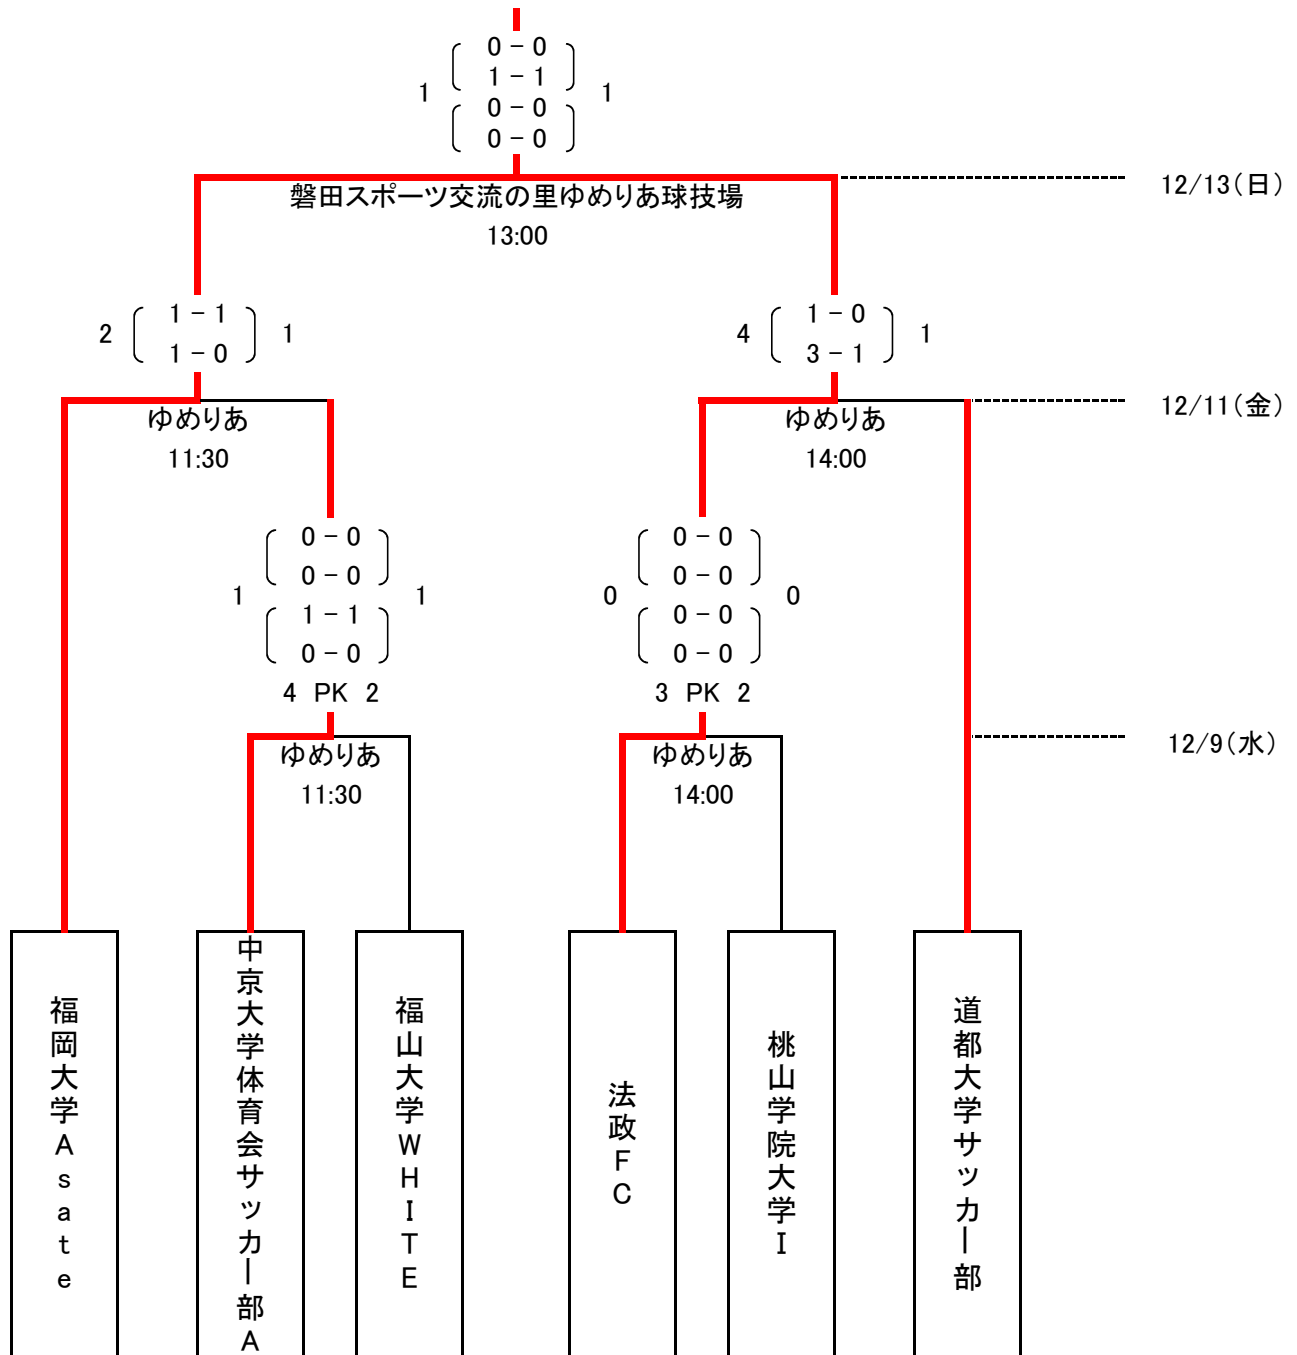 0－0
1－1
1 1
0－0
0－0
磐田スポーツ交流の里ゆめりあ球技場
13:00
12/13(日)
1－1
2 1
1－0
1－0
4 1
3－1
ゆめりあ
11:30
ゆめりあ
14:00
12/11(金)
0－0
0－0
1 1
1－1
0－0
4 PK 2
0－0
0－0
0 0
0－0
0－0
3 PK 2
ゆめりあ
11:30
ゆめりあ
14:00
12/9(水)
福岡大学Asate
中京大学体育会サッカー部A
福山大学WHITE
法政FC
桃山学院大学I
道都大学サッカー部